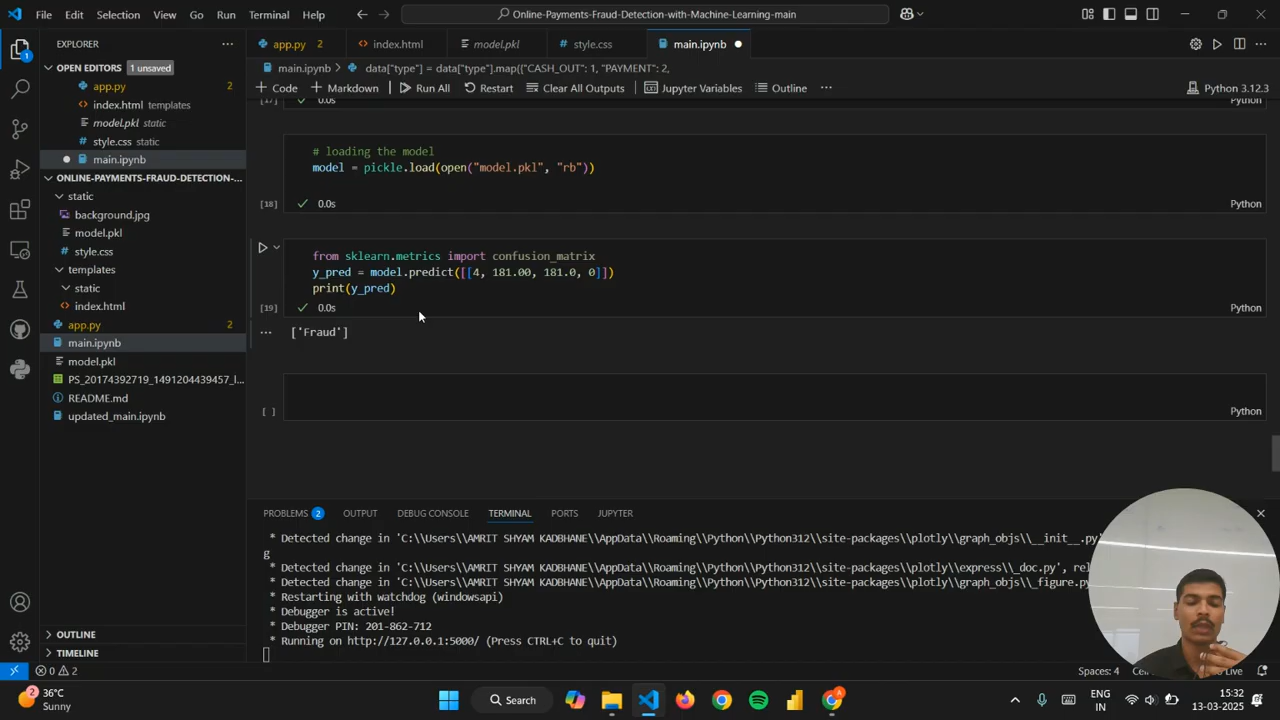 File Edit Selection View Go Run Terminal Help
Online-Payments-Fraud-Detection-with-Machine-Learning-main
EXPLORER
app.py 2
index.html
model.pkl
style.css
main.ipynb
OPEN EDITORS 1 unsaved
main.ipynb > data["type"] = data["type"].map({"CASH_OUT": 1, "PAYMENT": 2,
app.py 2
+ Code + Markdown Run All Restart Clear All Outputs Jupyter Variables Outline Python 3.12.3
index.html templates
[17] 0.0s Python
model.pkl static
style.css static
main.ipynb
ONLINE-PAYMENTS-FRAUD-DETECTION-...
static
background.jpg
model.pkl
style.css
templates
static
index.html
app.py 2
main.ipynb
model.pkl
PS_20174392719_1491204439457_l...
README.md
updated_main.ipynb
# loading the model
model = pickle.load(open("model.pkl", "rb"))
[18] 0.0s Python
from sklearn.metrics import confusion_matrix
y_pred = model.predict([[4, 181.00, 181.0, 0]])
print(y_pred)
[19] 0.0s Python
... ['Fraud']
[ ] Python
PROBLEMS 2 OUTPUT DEBUG CONSOLE TERMINAL PORTS JUPYTER
* Detected change in 'C:\\Users\\AMRIT SHYAM KADBHANE\\AppData\\Roaming\\Python\\Python312\\site-packages\\plotly\\graph_objs\\__init__.py'
g
* Detected change in 'C:\\Users\\AMRIT SHYAM KADBHANE\\AppData\\Roaming\\Python\\Python312\\site-packages\\plotly\\express\\_doc.py', rel
* Detected change in 'C:\\Users\\AMRIT SHYAM KADBHANE\\AppData\\Roaming\\Python\\Python312\\site-packages\\plotly\\graph_objs\\_figure.py
* Restarting with watchdog (windowsapi)
* Debugger is active!
* Debugger PIN: 201-862-712
* Running on http://127.0.0.1:5000/ (Press CTRL+C to quit)
OUTLINE
TIMELINE
0 2 Spaces: 4 Live
36°C
Sunny
Search
ENG
IN
15:32
13-03-2025